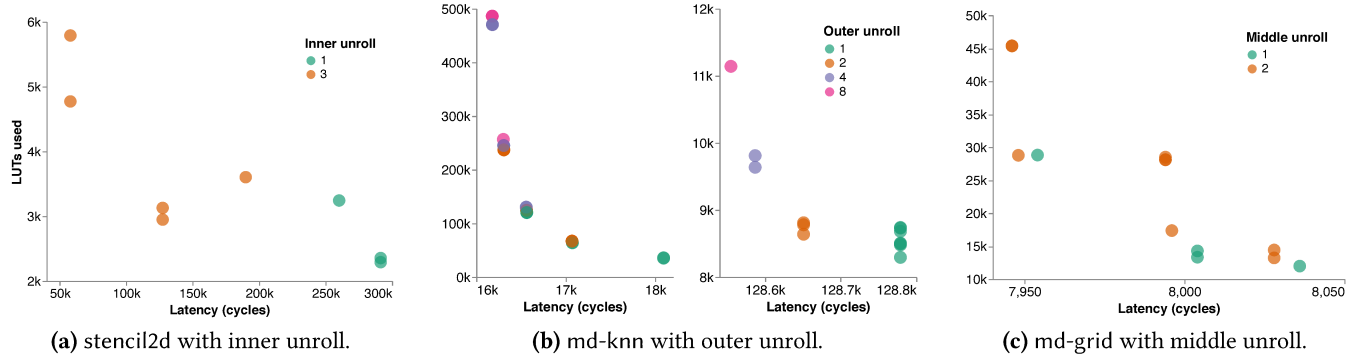 LUTs used
6k
5k
4k
3k
2k
50k 100k 150k 200k 250k 300k
Latency (cycles)
Inner unroll
1
3
(a) stencil2d with inner unroll.
500k
400k
300k
200k
100k
0k
16k 17k 18k
Latency (cycles)
12k
11k
10k
9k
8k
128.6k 128.7k 128.8k
Latency (cycles)
Outer unroll
1
2
4
8
(b) md-knn with outer unroll.
50k
45k
40k
35k
30k
25k
20k
15k
10k
7,950 8,000 8,050
Latency (cycles)
Middle unroll
1
2
(c) md-grid with middle unroll.